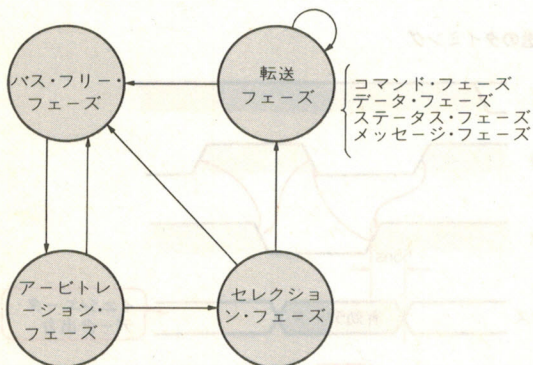 バス・フリー・
フェーズ
転送
フェーズ
コマンド・フェーズ
データ・フェーズ
ステータス・フェーズ
メッセージ・フェーズ
アービトレ
ーション・
フェーズ
セレクショ
ン・フェーズ